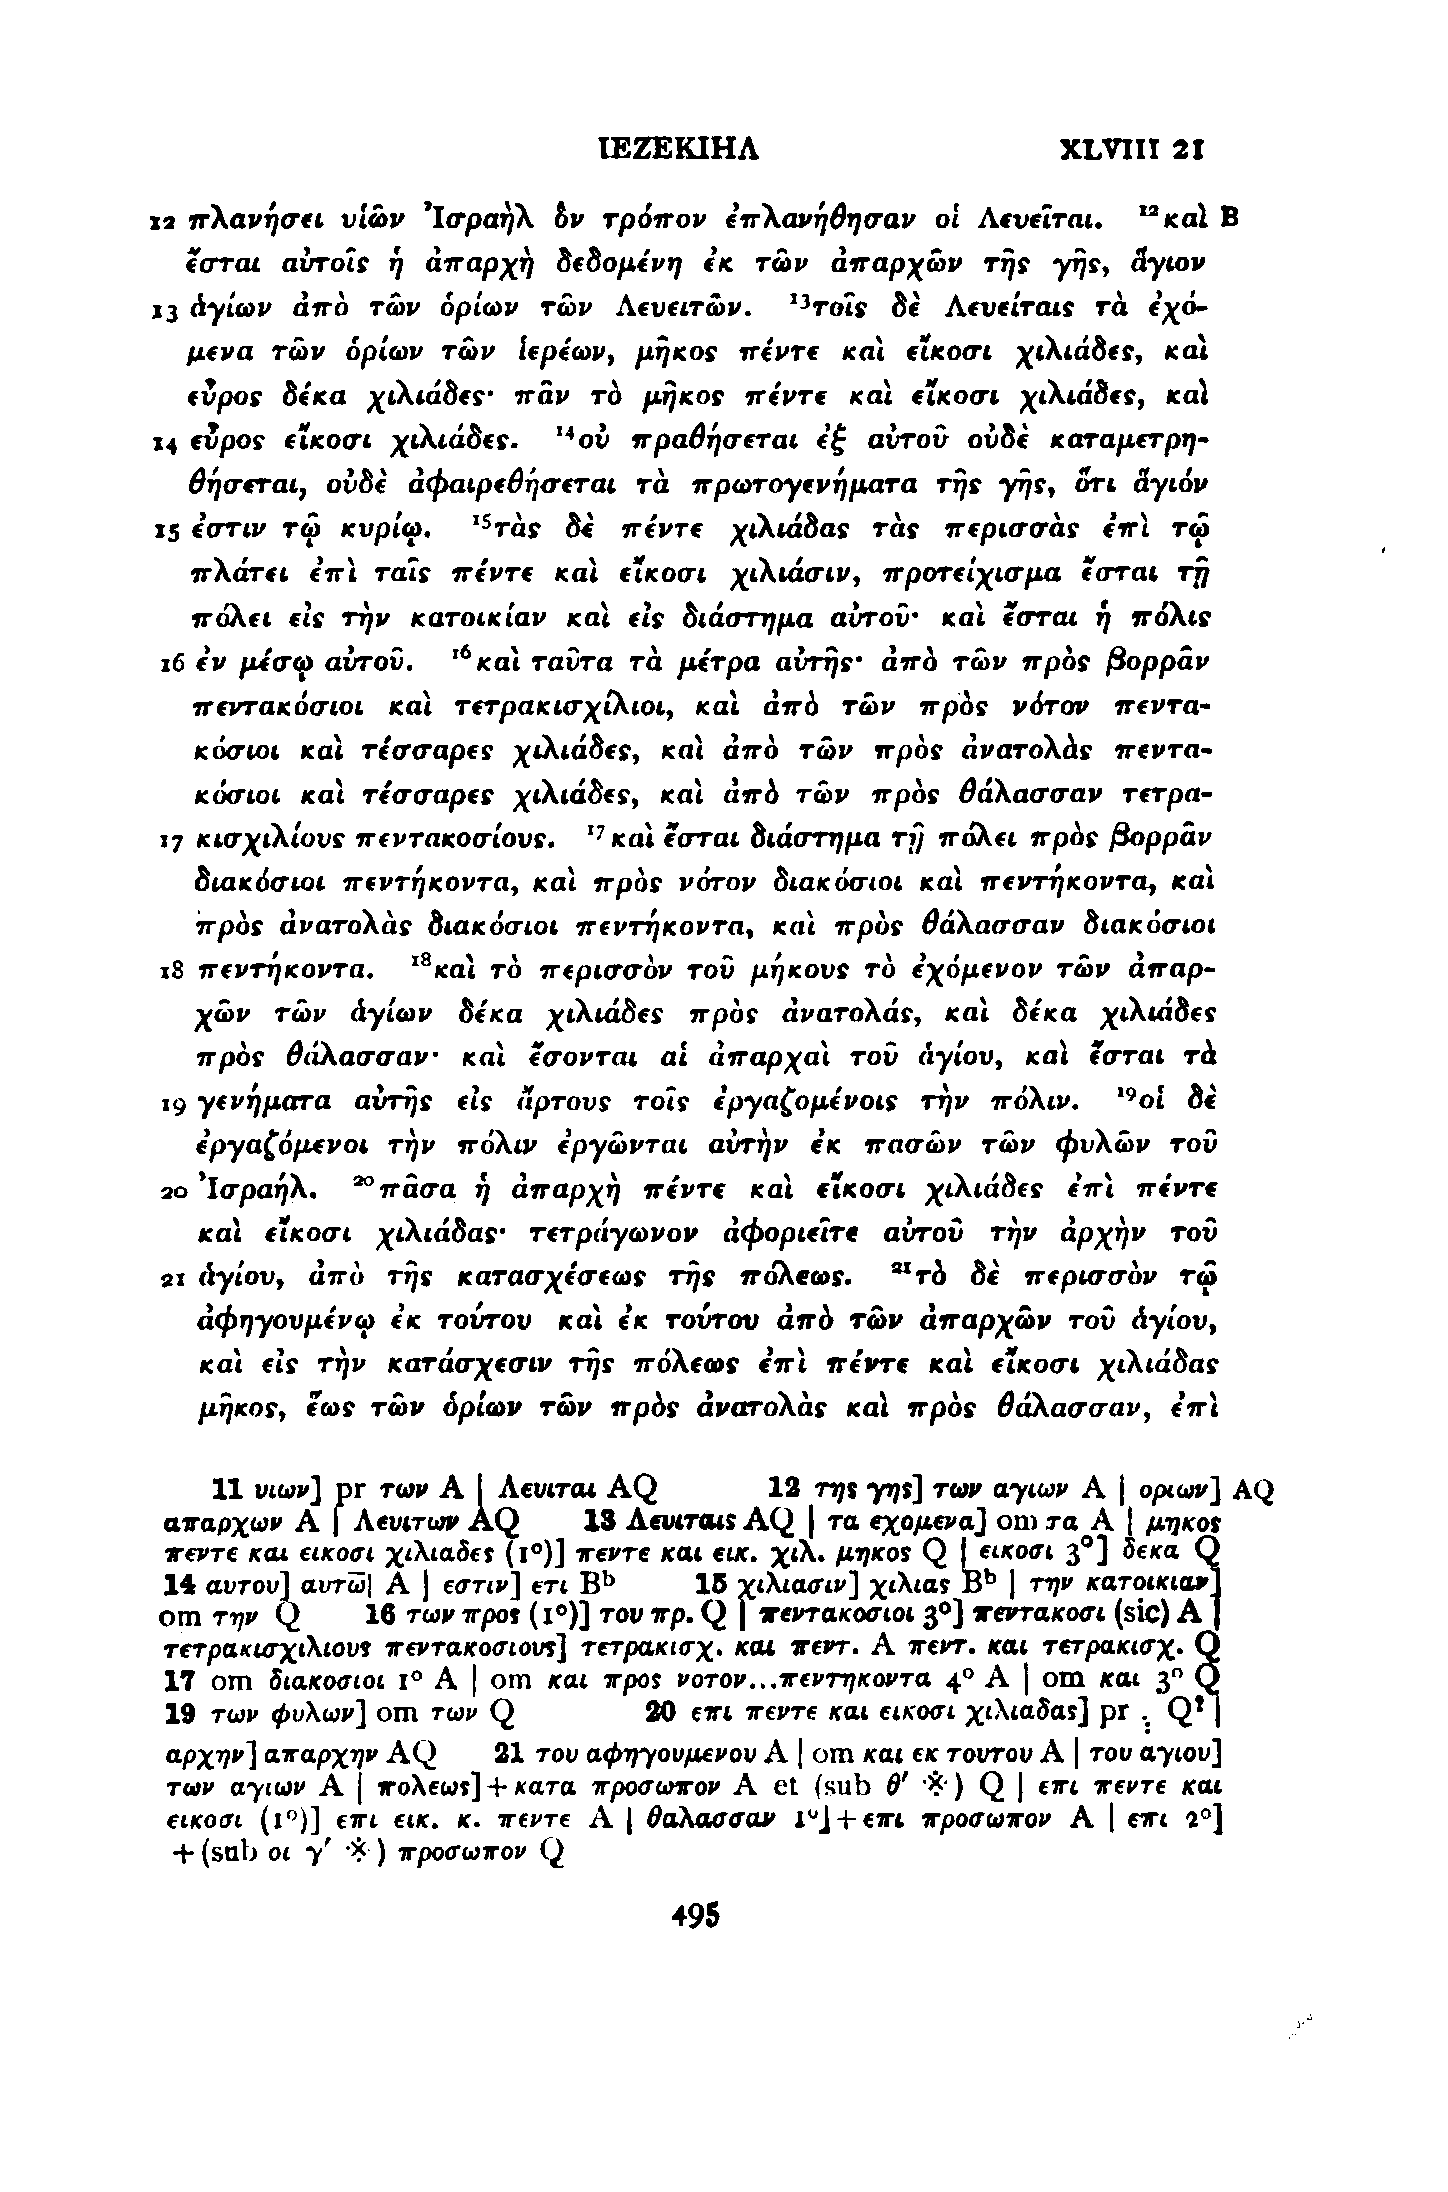 ΙΕΖΕΚΙΗΛ XLVIII 21
12 πλανήσει υἱῶν Ἰσραὴλ ὃν τρόπον ἐπλανήθησαν οἱ Λευεῖται. ¹²καὶ B
ἔσται αὐτοῖς ἡ ἀπαρχὴ δεδομένη ἐκ τῶν ἀπαρχῶν τῆς γῆς, ἅγιον
13 ἁγίων ἀπὸ τῶν ὁρίων τῶν Λευειτῶν. ¹³τοῖς δὲ Λευείταις τὰ ἐχό-
μενα τῶν ὁρίων τῶν ἱερέων, μῆκος πέντε καὶ εἴκοσι χιλιάδες, καὶ
εὖρος δέκα χιλιάδες· πᾶν τὸ μῆκος πέντε καὶ εἴκοσι χιλιάδες, καὶ
14 εὖρος εἴκοσι χιλιάδες. ¹⁴οὐ πραθήσεται ἐξ αὐτοῦ οὐδὲ καταμετρη-
θήσεται, οὐδὲ ἀφαιρεθήσεται τὰ πρωτογενήματα τῆς γῆς, ὅτι ἅγιόν
15 ἐστιν τῷ κυρίῳ. ¹⁵τὰς δὲ πέντε χιλιάδας τὰς περισσὰς ἐπὶ τῷ
πλάτει ἐπὶ ταῖς πέντε καὶ εἴκοσι χιλιάσιν, προτείχισμα ἔσται τῇ
πόλει εἰς τὴν κατοικίαν καὶ εἰς διάστημα αὐτοῦ· καὶ ἔσται ἡ πόλις
16 ἐν μέσῳ αὐτοῦ. ¹⁶καὶ ταῦτα τὰ μέτρα αὐτῆς· ἀπὸ τῶν πρὸς βορρᾶν
πεντακόσιοι καὶ τετρακισχίλιοι, καὶ ἀπὸ τῶν πρὸς νότον πεντα-
κόσιοι καὶ τέσσαρες χιλιάδες, καὶ ἀπὸ τῶν πρὸς ἀνατολὰς πεντα-
κόσιοι καὶ τέσσαρες χιλιάδες, καὶ ἀπὸ τῶν πρὸς θάλασσαν τετρα-
17 κισχιλίους πεντακοσίους. ¹⁷καὶ ἔσται διάστημα τῇ πόλει πρὸς βορρᾶν
διακόσιοι πεντήκοντα, καὶ πρὸς νότον διακόσιοι καὶ πεντήκοντα, καὶ
πρὸς ἀνατολὰς διακόσιοι πεντήκοντα, καὶ πρὸς θάλασσαν διακόσιοι
18 πεντήκοντα. ¹⁸καὶ τὸ περισσὸν τοῦ μήκους τὸ ἐχόμενον τῶν ἀπαρ-
χῶν τῶν ἁγίων δέκα χιλιάδες πρὸς ἀνατολάς, καὶ δέκα χιλιάδες
πρὸς θάλασσαν· καὶ ἔσονται αἱ ἀπαρχαὶ τοῦ ἁγίου, καὶ ἔσται τὰ
19 γενήματα αὐτῆς εἰς ἄρτους τοῖς ἐργαζομένοις τὴν πόλιν. ¹⁹οἱ δὲ
ἐργαζόμενοι τὴν πόλιν ἐργῶνται αὐτὴν ἐκ πασῶν τῶν φυλῶν τοῦ
20 Ἰσραήλ. ²⁰πᾶσα ἡ ἀπαρχὴ πέντε καὶ εἴκοσι χιλιάδες ἐπὶ πέντε
καὶ εἴκοσι χιλιάδας· τετράγωνον ἀφοριεῖτε αὐτοῦ τὴν ἀρχὴν τοῦ
21 ἁγίου, ἀπὸ τῆς κατασχέσεως τῆς πόλεως. ²¹τὸ δὲ περισσὸν τῷ
ἀφηγουμένῳ ἐκ τούτου καὶ ἐκ τούτου ἀπὸ τῶν ἀπαρχῶν τοῦ ἁγίου,
καὶ εἰς τὴν κατάσχεσιν τῆς πόλεως ἐπὶ πέντε καὶ εἴκοσι χιλιάδας
μῆκος, ἕως τῶν ὁρίων τῶν πρὸς ἀνατολὰς καὶ πρὸς θάλασσαν, ἐπὶ
11 υιων] pr των A | Λευιται AQ 12 της γης] των αγιων A | οριων] AQ
απαρχων A | Λευιτων AQ 13 Λευιταις AQ | τα εχομενα] om τα A | μηκος
πεντε και εικοσι χιλιαδες (1°)] πεντε και εικ. χιλ. μηκος Q | εικοσι 3°] δεκα Q
14 αυτου] αυτω̅| A | εστιν] ετι Bᵇ 15 χιλιασιν] χιλιας Bᵇ | την κατοικιαν]
om την Q 16 των προς (1°)] του πρ. Q | πεντακοσιοι 3°] πεντακοσι (sic) A |
τετρακισχιλιους πεντακοσιους] τετρακισχ. και πεντ. A πεντ. και τετρακισχ. Q
17 om διακοσιοι 1° A | om και προς νοτον...πεντηκοντα 4° A | om και 3° Q
19 των φυλων] om των Q 20 επι πεντε και εικοσι χιλιαδας] pr : Q¹ |
αρχην] απαρχην AQ 21 του αφηγουμενου A | om και εκ τουτου A | του αγιου]
των αγιων A | πολεως] + κατα προσωπον A et (sub θ′ ※) Q | επι πεντε και
εικοσι (1°)] επι εικ. κ. πεντε A | θαλασσαν 1°] + επι προσωπον A | επι 2°]
+ (sub οι γ′ ※) προσωπον Q
495